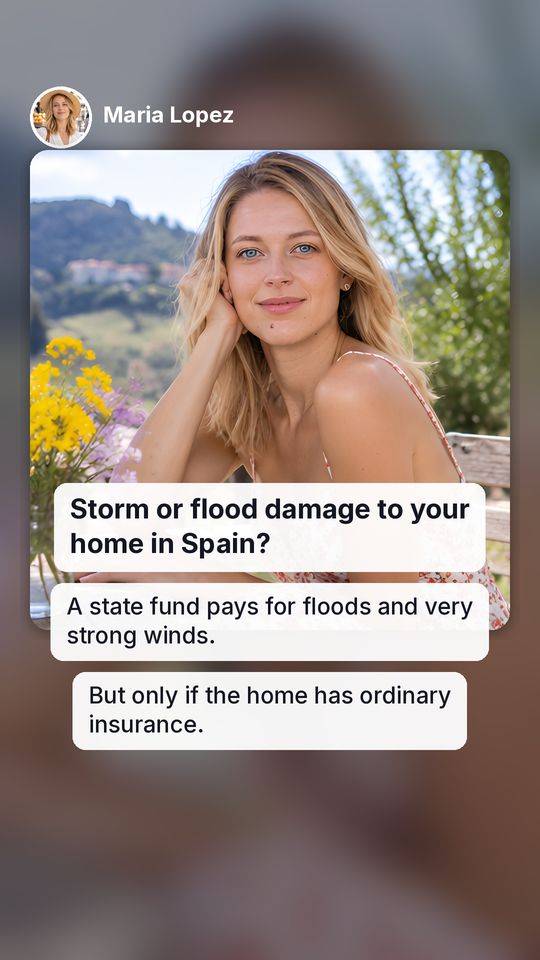 Maria Lopez
Storm or flood damage to your
home in Spain?
A state fund pays for floods and very
strong winds.
But only if the home has ordinary
insurance.